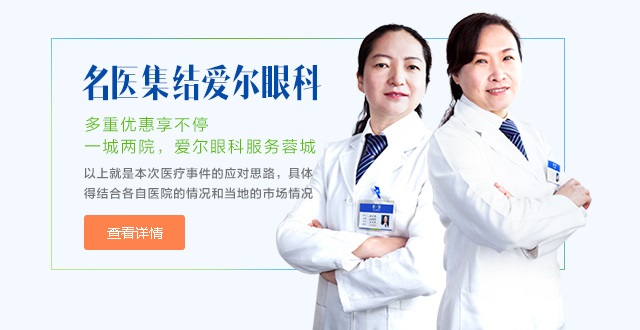 名医集结爱尔眼科
多重优惠享不停
一城两院，爱尔眼科服务蓉城
以上就是本次医疗事件的应对思路，具体
得结合各自医院的情况和当地的市场情况
查看详情